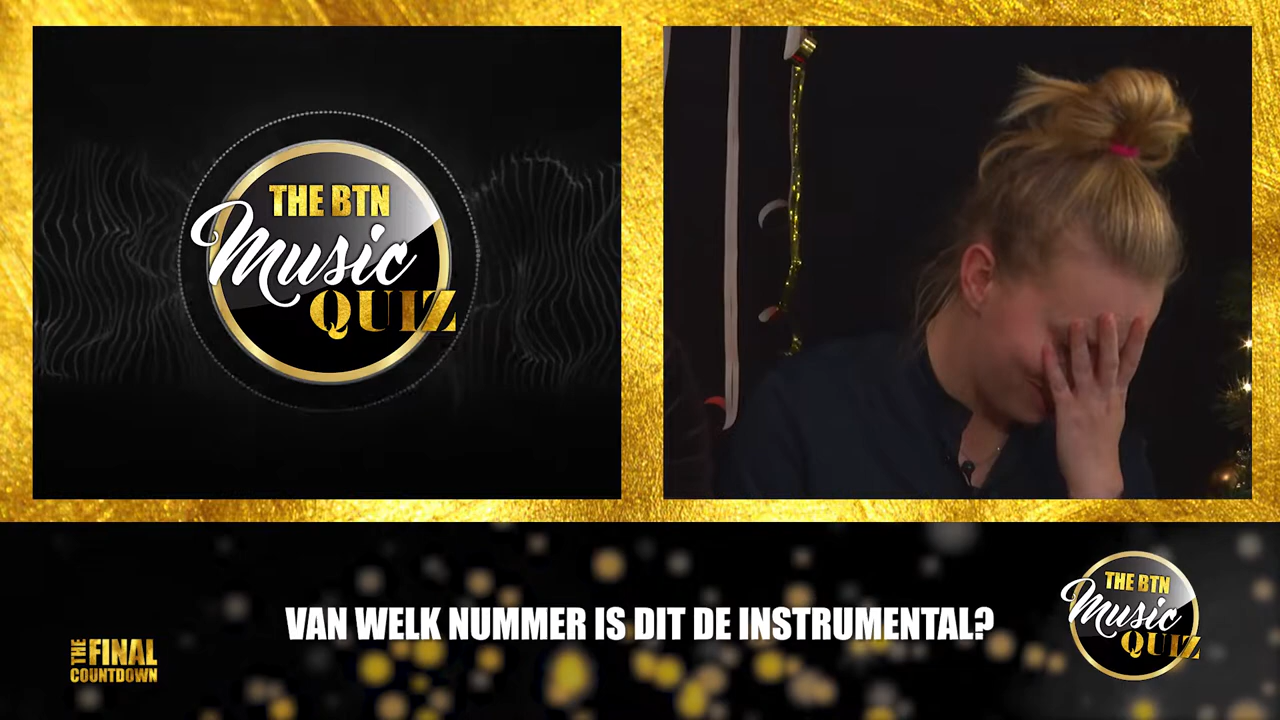 THE BTN
Music
QUIZ
VAN WELK NUMMER IS DIT DE INSTRUMENTAL?
THE FINAL
COUNTDOWN
THE BTN
Music
QUIZ